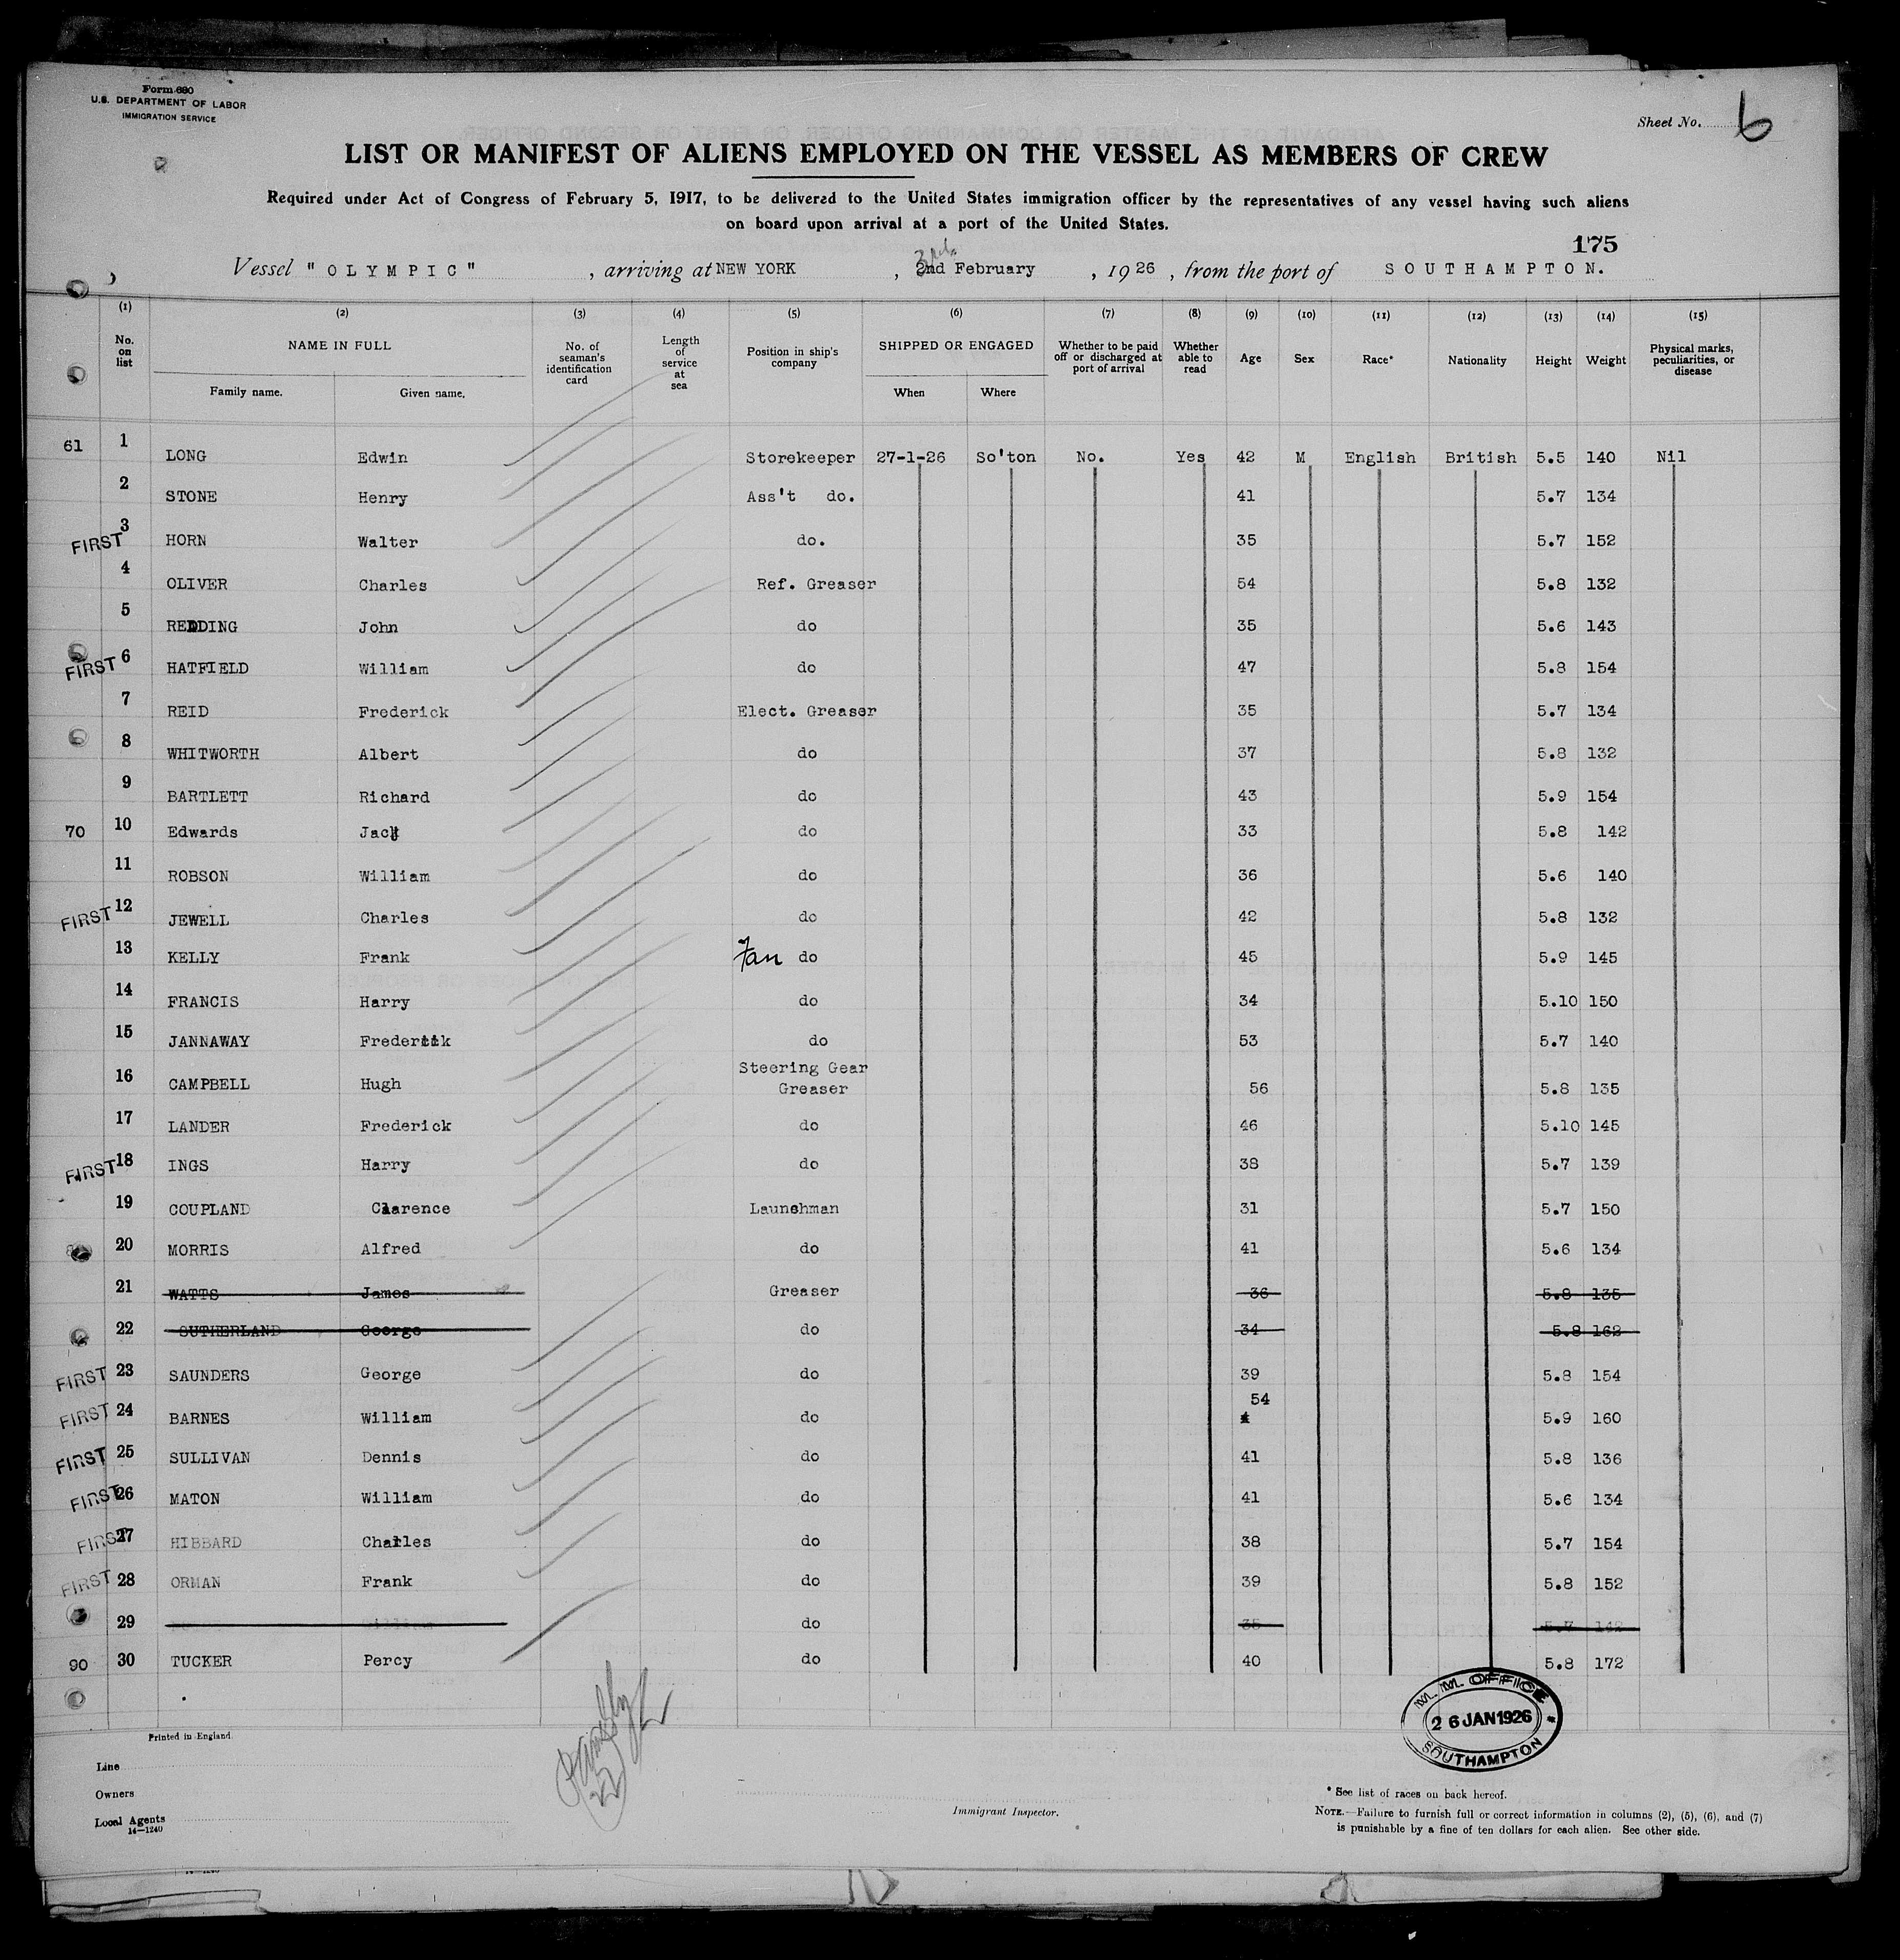 Form 680
U.S. DEPARTMENT OF LABOR
IMMIGRATION SERVICE
Sheet No. 6
LIST OR MANIFEST OF ALIENS EMPLOYED ON THE VESSEL AS MEMBERS OF CREW
Required under Act of Congress of February 5, 1917, to be delivered to the United States immigration officer by the representatives of any vessel having such aliens
on board upon arrival at a port of the United States.
175
3rd
Vessel "OLYMPIC", arriving at NEW YORK, 2nd February, 1926, from the port of SOUTHAMPTON.
(1) (2) (3) (4) (5) (6) (7) (8) (9) (10) (11) (12) (13) (14) (15)
No. on list NAME IN FULL No. of seaman's identification card Length of service at sea Position in ship's company SHIPPED OR ENGAGED Whether to be paid off or discharged at port of arrival Whether able to read Age Sex Race* Nationality Height Weight Physical marks, peculiarities, or disease
Family name. Given name. When Where
61 1 LONG Edwin Storekeeper 27-1-26 So'ton No. Yes 42 M English British 5.5 140 Nil
2 STONE Henry Ass't do. 41 5.7 134
FIRST 3 HORN Walter do. 35 5.7 152
4 OLIVER Charles Ref. Greaser 54 5.8 132
5 REDDING John do 35 5.6 143
FIRST 6 HATFIELD William do 47 5.8 154
7 REID Frederick Elect. Greaser 35 5.7 134
8 WHITWORTH Albert do 37 5.8 132
9 BARTLETT Richard do 43 5.9 154
70 10 Edwards Jack do 33 5.8 142
11 ROBSON William do 36 5.6 140
FIRST 12 JEWELL Charles do 42 5.8 132
13 KELLY Frank Fan do 45 5.9 145
14 FRANCIS Harry do 34 5.10 150
15 JANNAWAY Frederick do 53 5.7 140
16 CAMPBELL Hugh Steering Gear Greaser 56 5.8 135
17 LANDER Frederick do 46 5.10 145
FIRST 18 INGS Harry do 38 5.7 139
19 COUPLAND Clarence Launchman 31 5.7 150
20 MORRIS Alfred do 41 5.6 134
21 WATTS James Greaser 36 5.8 135
22 SUTHERLAND George do 34 5.8 162
FIRST 23 SAUNDERS George do 39 5.8 154
FIRST 24 BARNES William do 54 5.9 160
FIRST 25 SULLIVAN Dennis do 41 5.8 136
FIRST 26 MATON William do 41 5.6 134
FIRST 27 HIBBARD Charles do 38 5.7 154
FIRST 28 ORMAN Frank do 39 5.8 152
29 William do 35 5.7 142
90 30 TUCKER Percy do 40 5.8 172
M. M. OFFICE
26 JAN 1926
SOUTHAMPTON
Printed in England
Line
Owners
Local Agents
14—1240
Immigrant Inspector.
* See list of races on back hereof.
NOTE.—Failure to furnish full or correct information in columns (2), (5), (6), and (7)
is punishable by a fine of ten dollars for each alien. See other side.